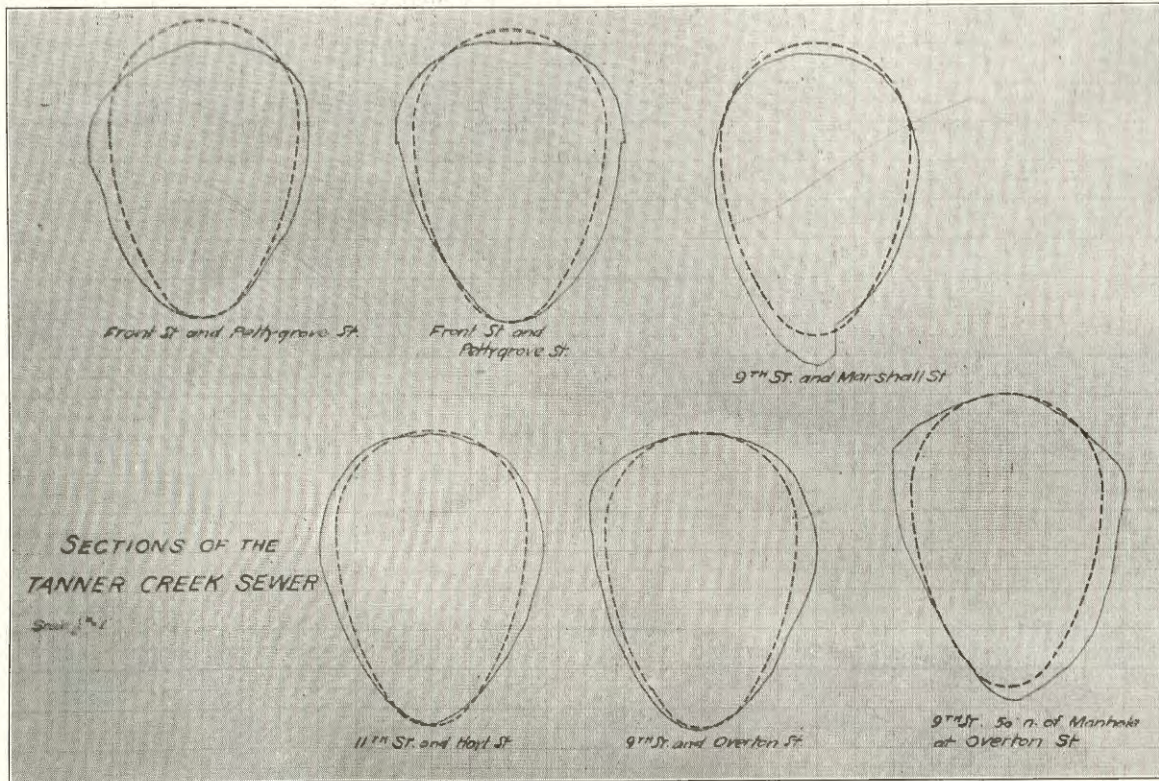 Front St and Pettygrove St.
Front St and
Pettygrove St.
9TH ST. and Marshall St
SECTIONS OF THE
TANNER CREEK SEWER
11TH ST. and Hoyt St.
9TH St. and Overton St.
9TH ST. 50' n. of Manhole
at Overton St